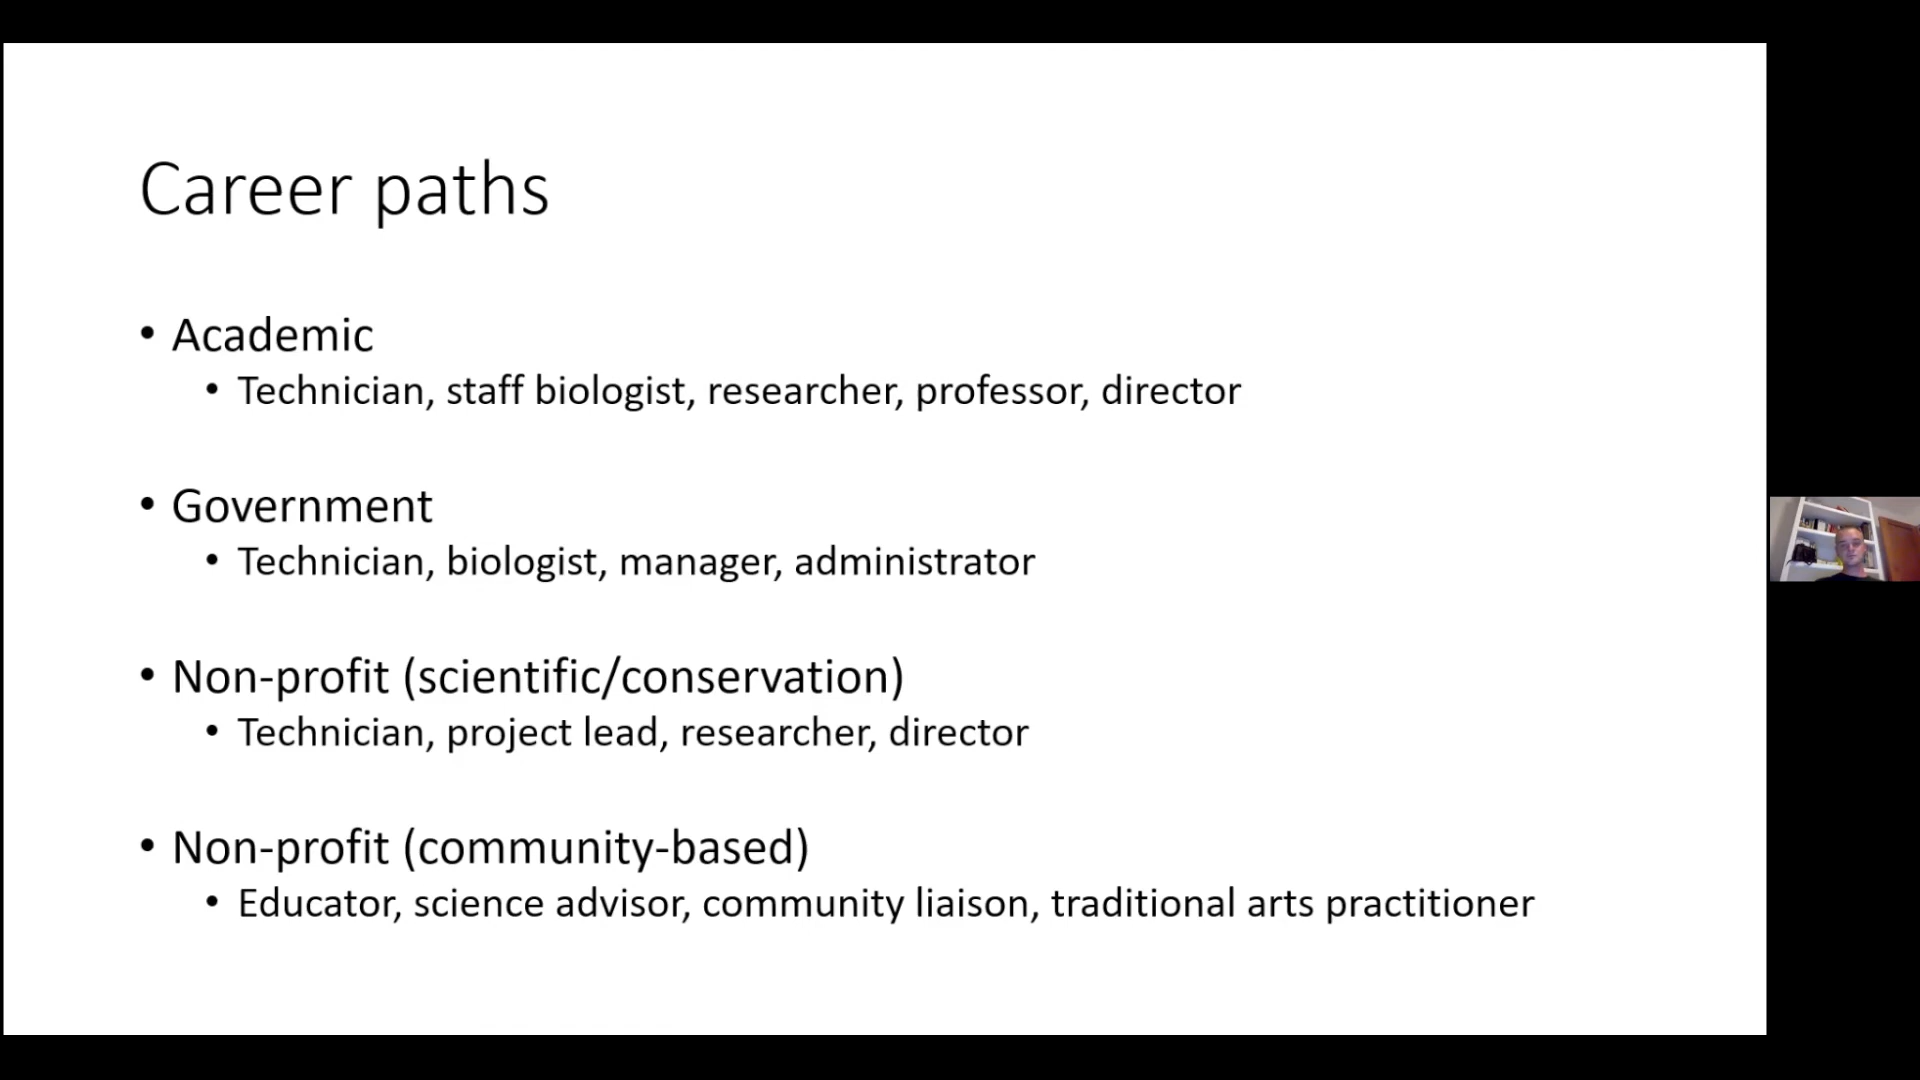 Career paths
• Academic
• Technician, staff biologist, researcher, professor, director
• Government
• Technician, biologist, manager, administrator
• Non-profit (scientific/conservation)
• Technician, project lead, researcher, director
• Non-profit (community-based)
• Educator, science advisor, community liaison, traditional arts practitioner